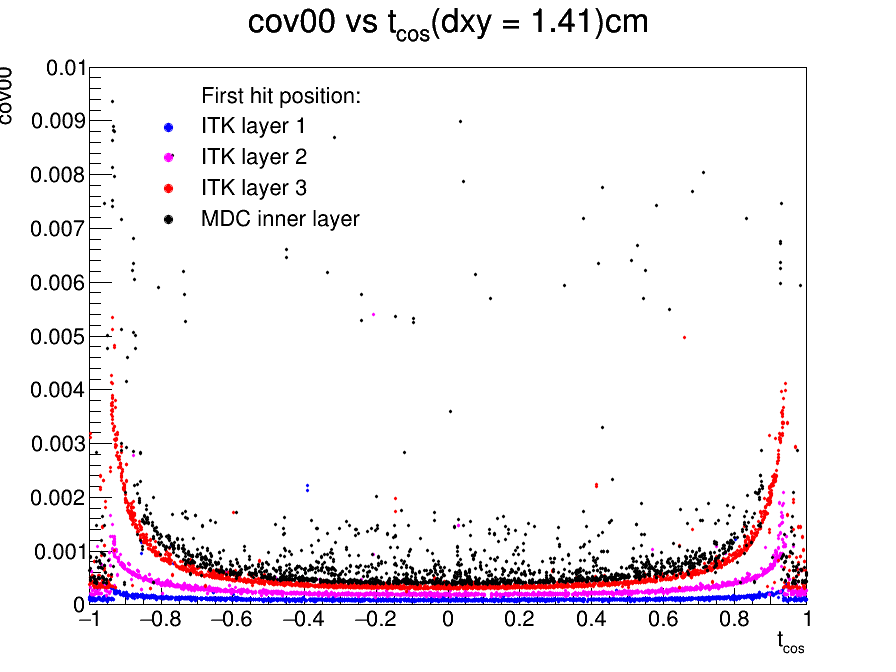 cov00 vs t_cos(dxy = 1.41)cm
cov00
0.01
0.009
0.008
0.007
0.006
0.005
0.004
0.003
0.002
0.001
0
First hit position:
ITK layer 1
ITK layer 2
ITK layer 3
MDC inner layer
−1 −0.8 −0.6 −0.4 −0.2 0 0.2 0.4 0.6 0.8 1
t_cos